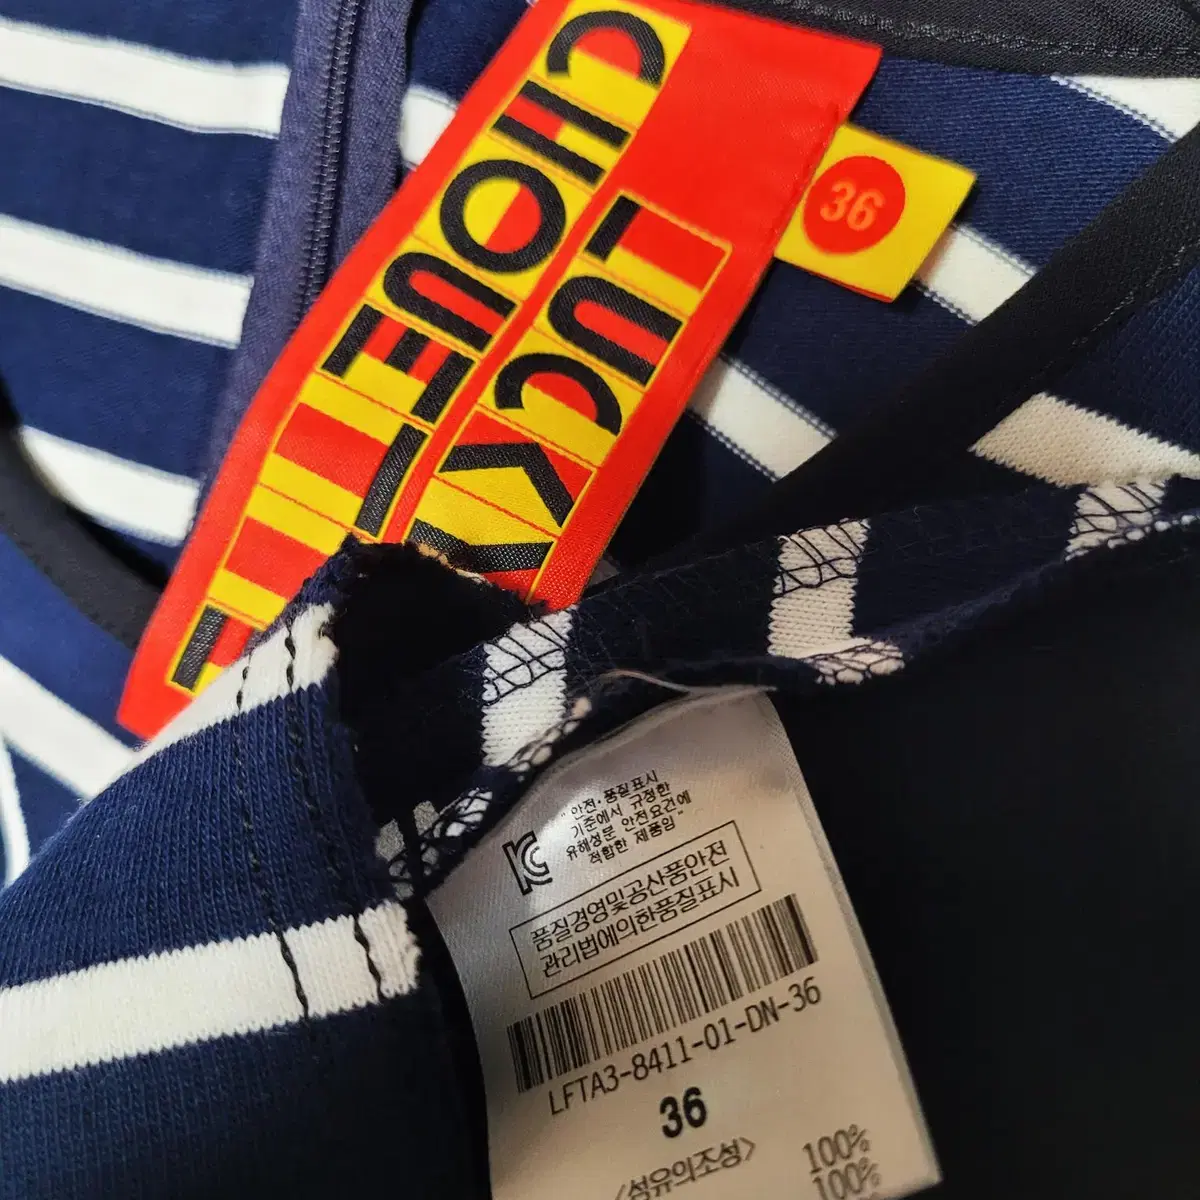 LUCKY
CHOUETTE
36
"안전·품질표시
기준에서 규정한
유해성분 안전요건에
적합한 제품임"
품질경영및공산품안전
관리법에의한품질표시
LFTA3-8411-01-DN-36
36
<섬유의조성>
100%
100%